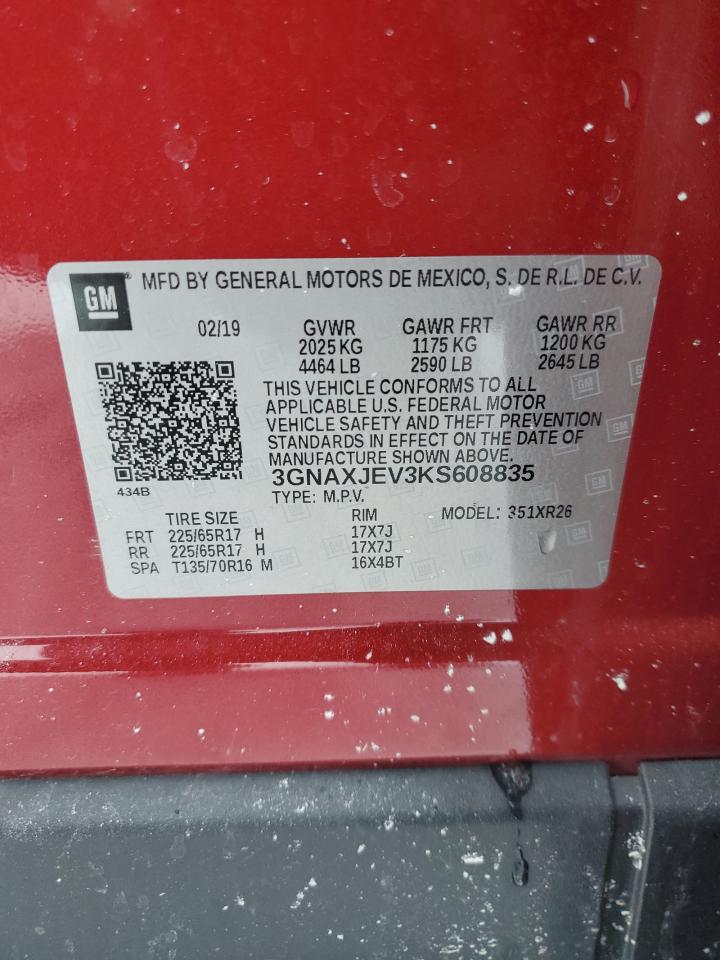 GM® MFD BY GENERAL MOTORS DE MEXICO, S. DE R.L. DE C.V.
02/19 GVWR GAWR FRT GAWR RR
2025 KG 1175 KG 1200 KG
4464 LB 2590 LB 2645 LB
THIS VEHICLE CONFORMS TO ALL
APPLICABLE U.S. FEDERAL MOTOR
VEHICLE SAFETY AND THEFT PREVENTION
STANDARDS IN EFFECT ON THE DATE OF
MANUFACTURE SHOWN ABOVE.
3GNAXJEV3KS608835
434B TYPE: M.P.V.
TIRE SIZE RIM MODEL: 351XR26
FRT 225/65R17 H 17X7J
RR 225/65R17 H 17X7J
SPA T135/70R16 M 16X4BT